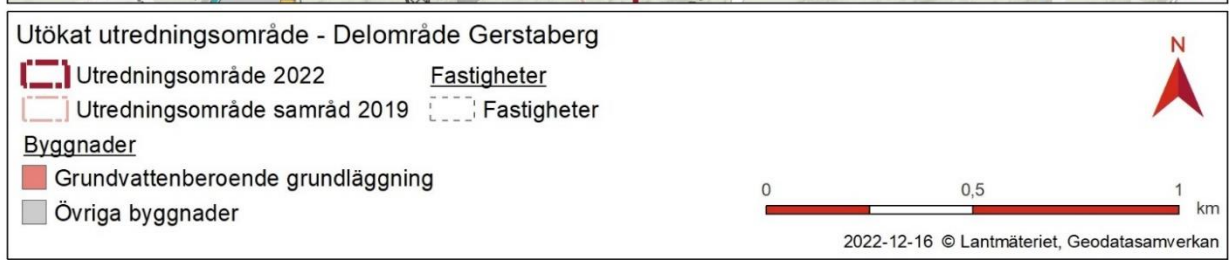 Utökat utredningsområde - Delområde Gerstaberg
Utredningsområde 2022
Utredningsområde samråd 2019
Byggnader
Grundvattenberoende grundläggning
Övriga byggnader
Fastigheter
Fastigheter
N
0 0,5 1
km
2022-12-16 © Lantmäteriet, Geodatasamverkan